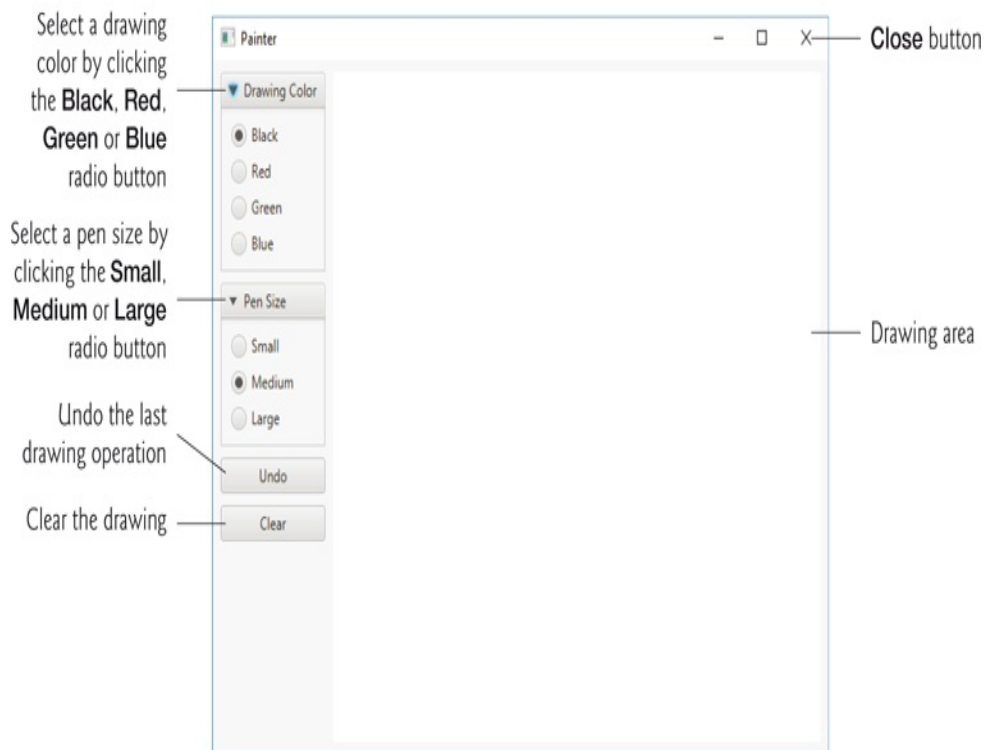 Select a drawing
color by clicking
the Black, Red,
Green or Blue
radio button
Select a pen size by
clicking the Small,
Medium or Large
radio button
Undo the last
drawing operation
Clear the drawing
Painter
Drawing Color
Black
Red
Green
Blue
Pen Size
Small
Medium
Large
Undo
Clear
Close button
Drawing area